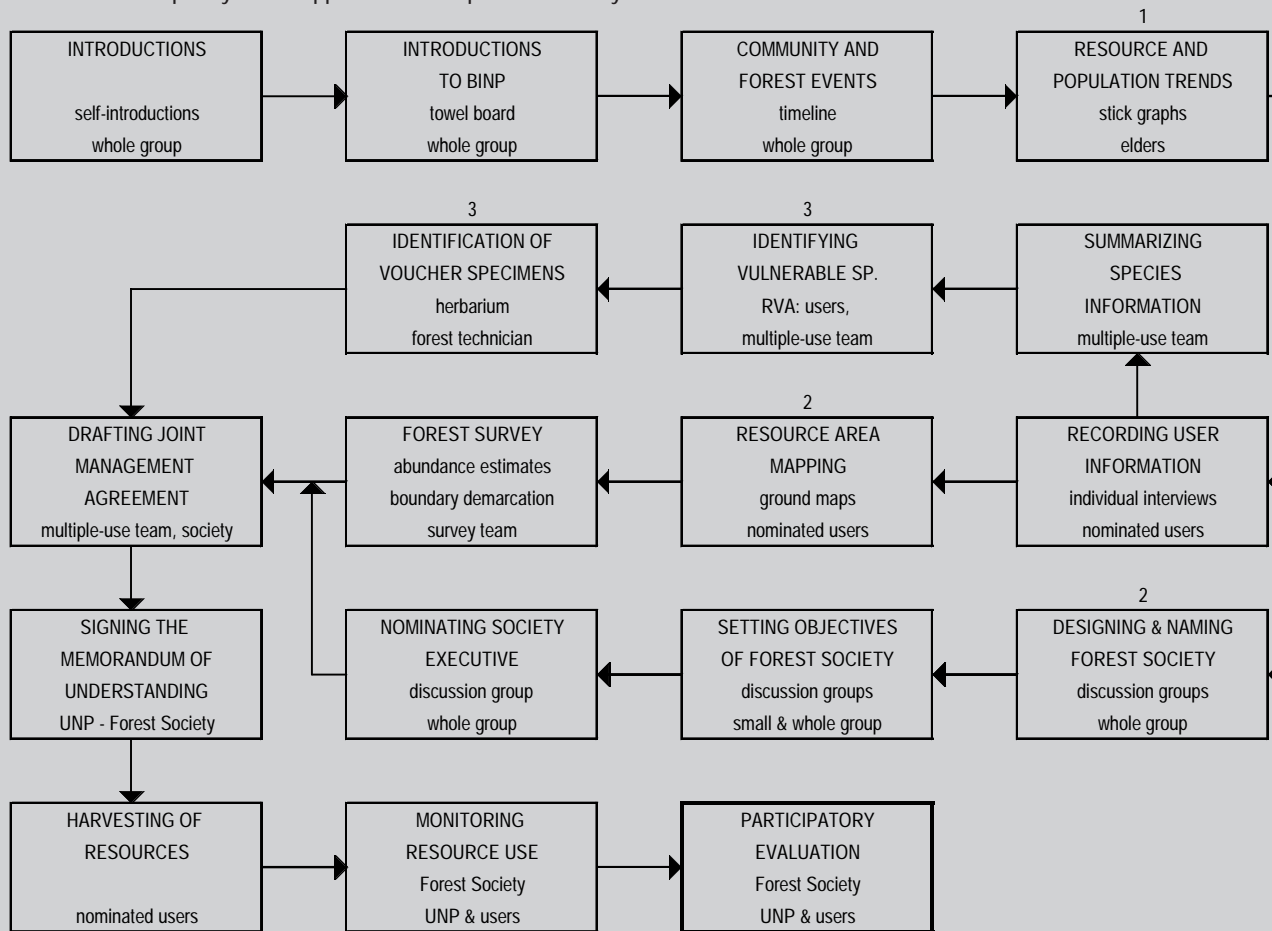 1
INTRODUCTIONS
self-introductions
whole group
INTRODUCTIONS
TO BINP
towel board
whole group
COMMUNITY AND
FOREST EVENTS
timeline
whole group
RESOURCE AND
POPULATION TRENDS
stick graphs
elders
3
IDENTIFICATION OF
VOUCHER SPECIMENS
herbarium
forest technician
3
IDENTIFYING
VULNERABLE SP.
RVA: users,
multiple-use team
SUMMARIZING
SPECIES
INFORMATION
multiple-use team
DRAFTING JOINT
MANAGEMENT
AGREEMENT
multiple-use team, society
FOREST SURVEY
abundance estimates
boundary demarcation
survey team
2
RESOURCE AREA
MAPPING
ground maps
nominated users
RECORDING USER
INFORMATION
individual interviews
nominated users
SIGNING THE
MEMORANDUM OF
UNDERSTANDING
UNP - Forest Society
NOMINATING SOCIETY
EXECUTIVE
discussion group
whole group
SETTING OBJECTIVES
OF FOREST SOCIETY
discussion groups
small & whole group
2
DESIGNING & NAMING
FOREST SOCIETY
discussion groups
whole group
HARVESTING OF
RESOURCES
nominated users
MONITORING
RESOURCE USE
Forest Society
UNP & users
PARTICIPATORY
EVALUATION
Forest Society
UNP & users